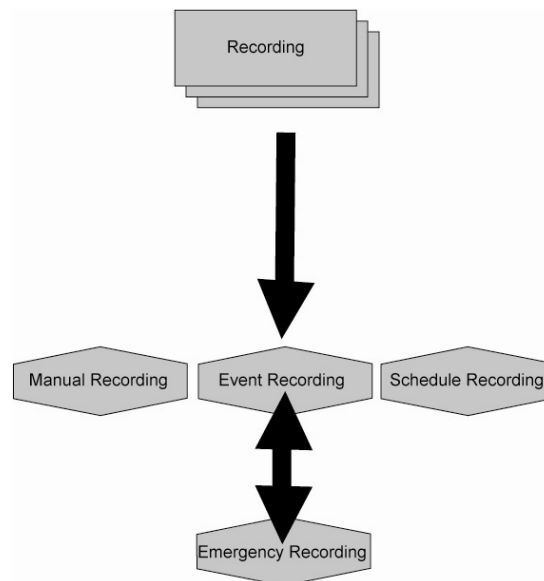 Recording
Manual Recording
Event Recording
Schedule Recording
Emergency Recording